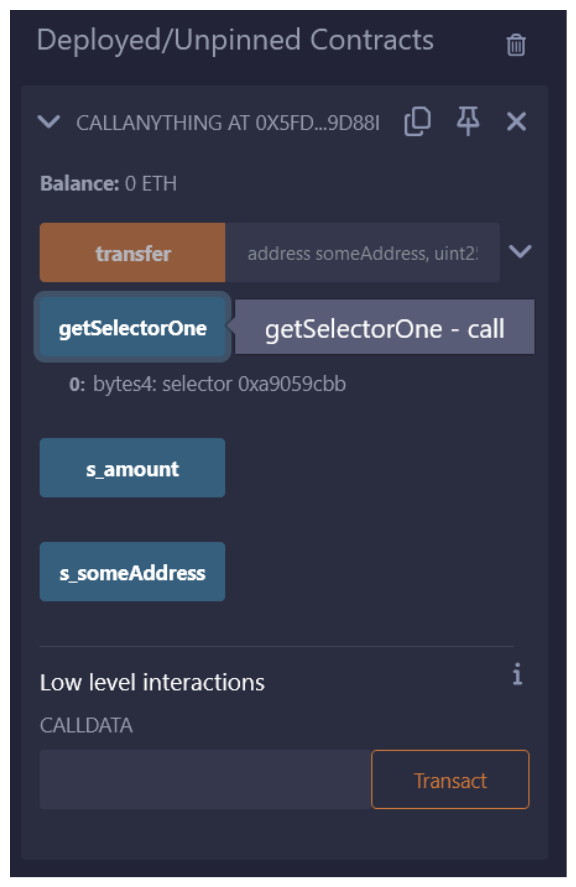 Deployed/Unpinned Contracts
CALLANYTHING AT 0X5FD...9D88I
Balance: 0 ETH
transfer address someAddress, uint25
getSelectorOne getSelectorOne - call
0: bytes4: selector 0xa9059cbb
s_amount
s_someAddress
Low level interactions i
CALLDATA
Transact